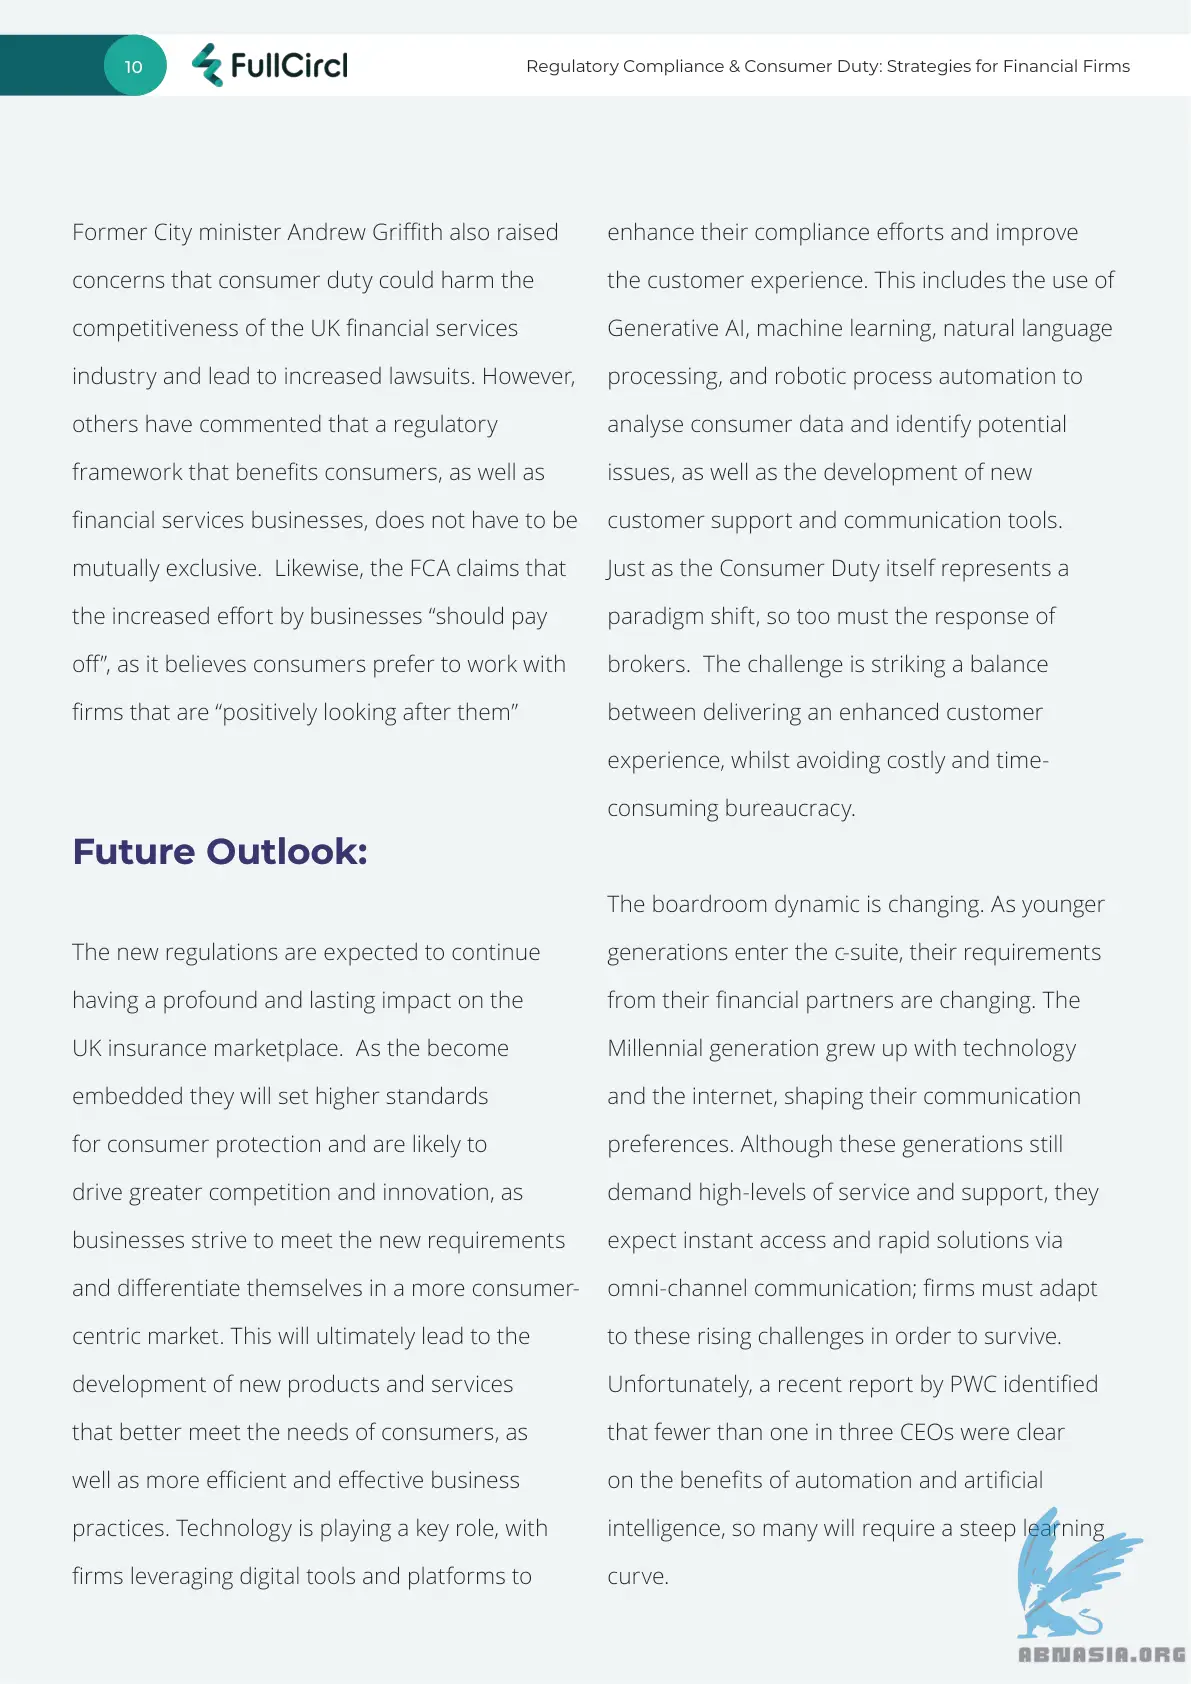 10
FullCircl
Regulatory Compliance & Consumer Duty: Strategies for Financial Firms
Former City minister Andrew Griffith also raised
concerns that consumer duty could harm the
competitiveness of the UK financial services
industry and lead to increased lawsuits. However,
others have commented that a regulatory
framework that benefits consumers, as well as
financial services businesses, does not have to be
mutually exclusive.  Likewise, the FCA claims that
the increased effort by businesses “should pay
off”, as it believes consumers prefer to work with
firms that are “positively looking after them”
Future Outlook:
The new regulations are expected to continue
having a profound and lasting impact on the
UK insurance marketplace.  As the become
embedded they will set higher standards
for consumer protection and are likely to
drive greater competition and innovation, as
businesses strive to meet the new requirements
and differentiate themselves in a more consumer-
centric market. This will ultimately lead to the
development of new products and services
that better meet the needs of consumers, as
well as more efficient and effective business
practices. Technology is playing a key role, with
firms leveraging digital tools and platforms to
enhance their compliance efforts and improve
the customer experience. This includes the use of
Generative AI, machine learning, natural language
processing, and robotic process automation to
analyse consumer data and identify potential
issues, as well as the development of new
customer support and communication tools.
Just as the Consumer Duty itself represents a
paradigm shift, so too must the response of
brokers.  The challenge is striking a balance
between delivering an enhanced customer
experience, whilst avoiding costly and time-
consuming bureaucracy.
The boardroom dynamic is changing. As younger
generations enter the c-suite, their requirements
from their financial partners are changing. The
Millennial generation grew up with technology
and the internet, shaping their communication
preferences. Although these generations still
demand high-levels of service and support, they
expect instant access and rapid solutions via
omni-channel communication; firms must adapt
to these rising challenges in order to survive.
Unfortunately, a recent report by PWC identified
that fewer than one in three CEOs were clear
on the benefits of automation and artificial
intelligence, so many will require a steep learning
curve.
ABNASIA.ORG